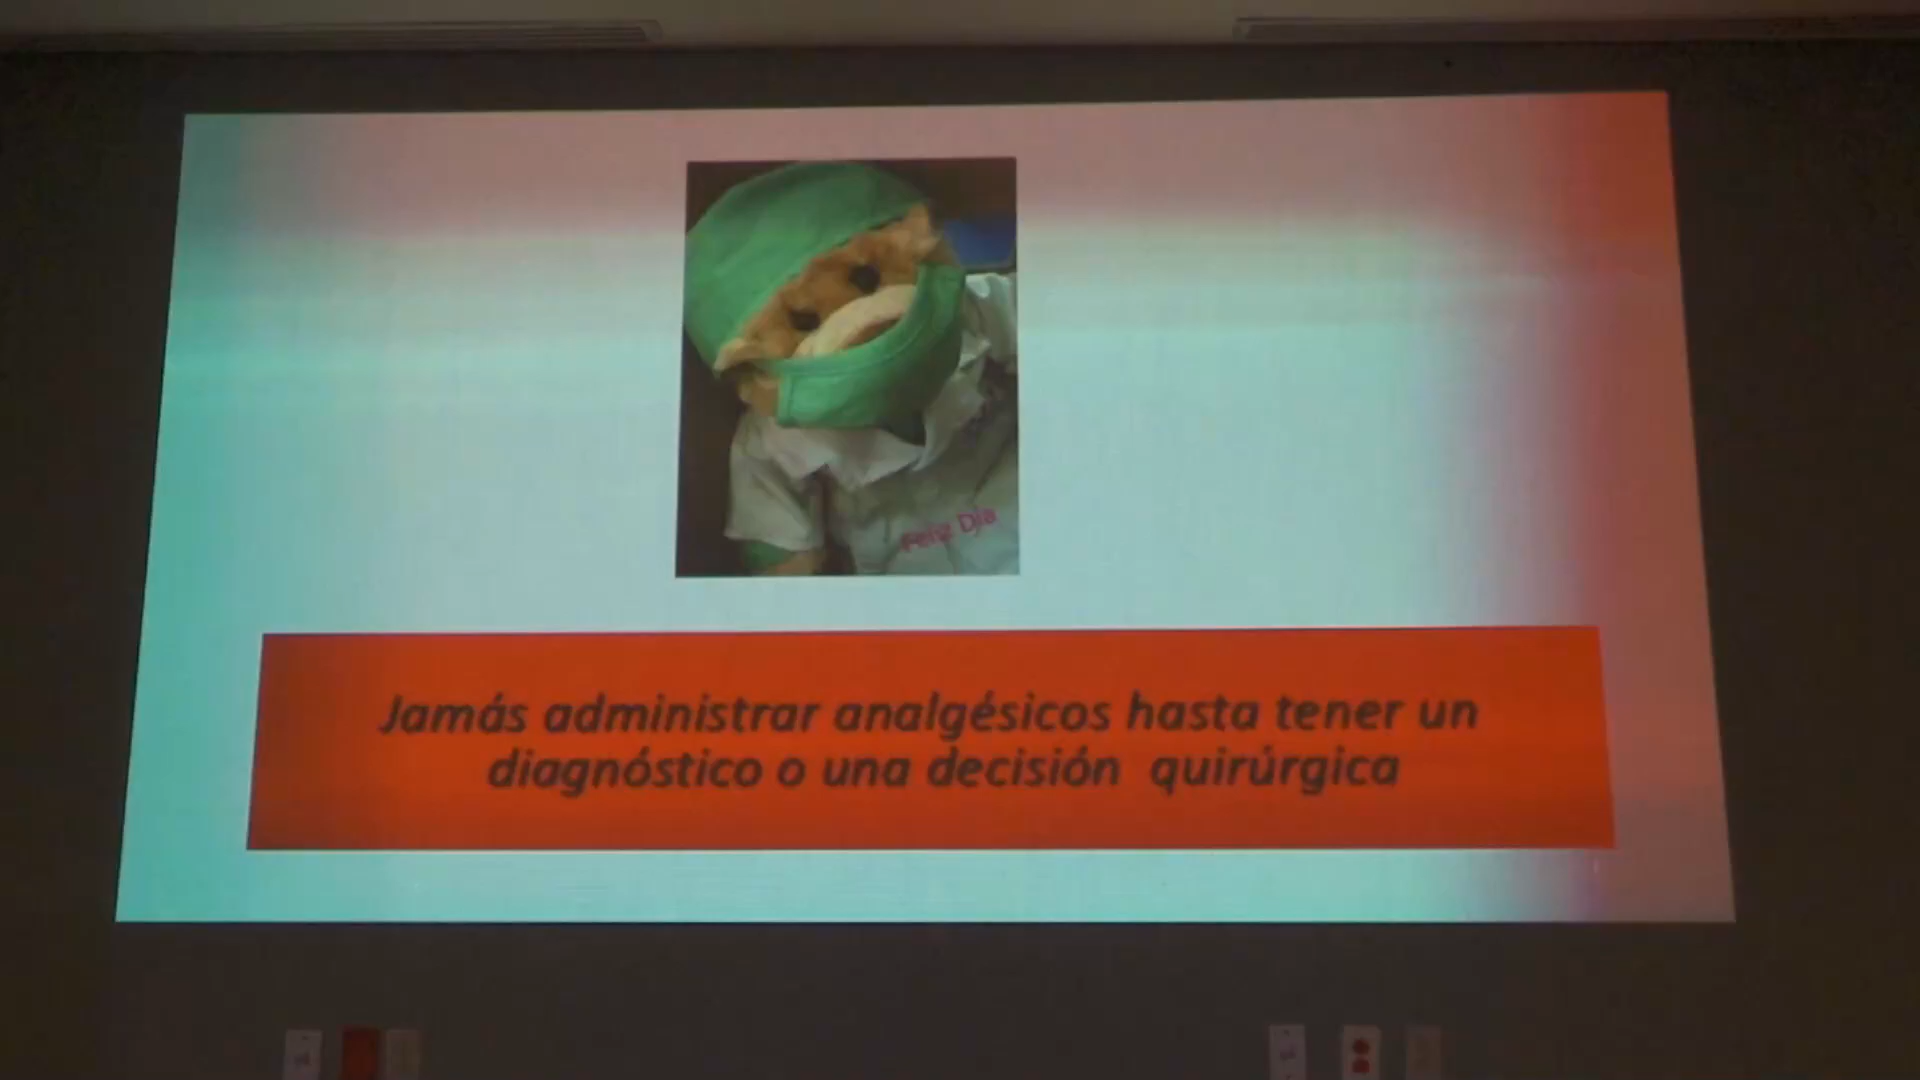 Feliz Día
Jamás administrar analgésicos hasta tener un
diagnóstico o una decisión quirúrgica